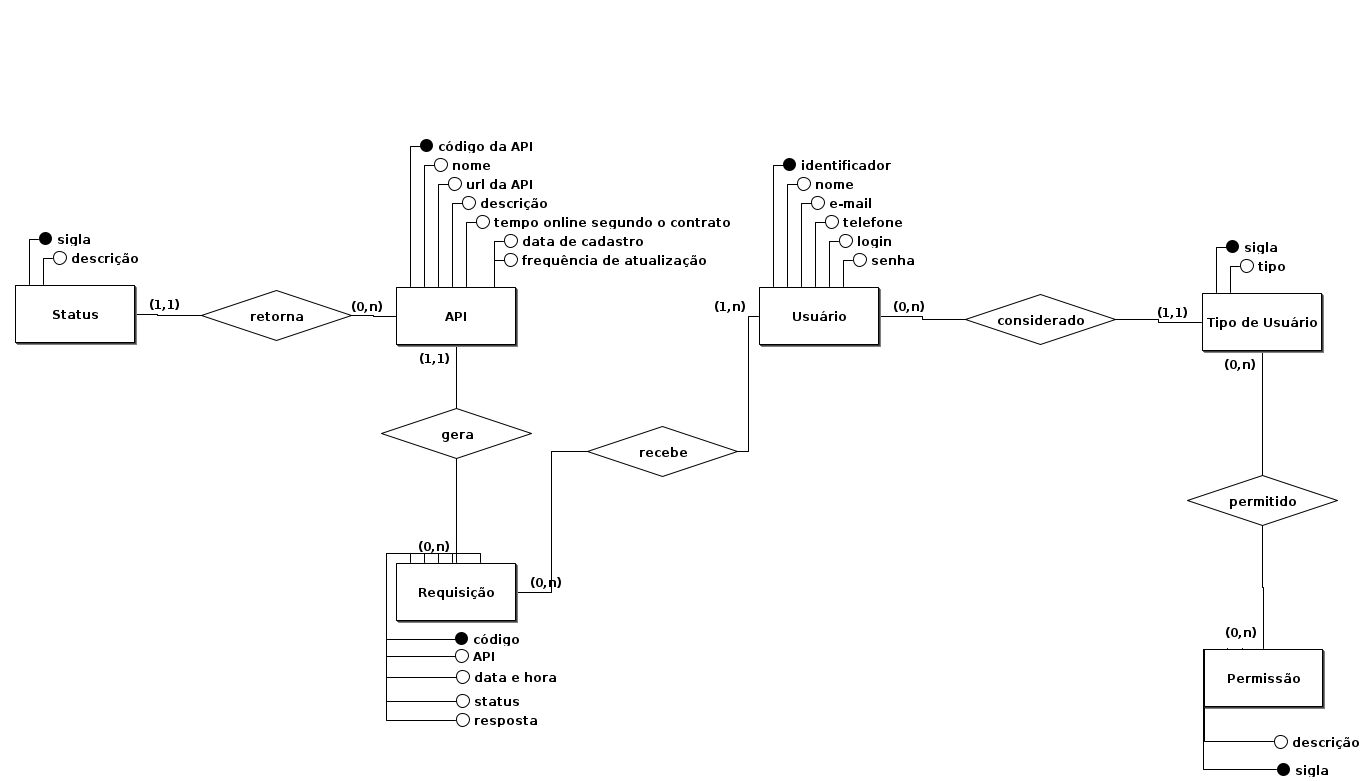 código da API
nome
url da API
descrição
tempo online segundo o contrato
data de cadastro
frequência de atualização
identificador
nome
e-mail
telefone
login
senha
sigla
descrição
sigla
tipo
Status
(1,1)
retorna
(0,n)
API
(1,n)
Usuário
(0,n)
considerado
(1,1)
Tipo de Usuário
(1,1)
(0,n)
gera
recebe
permitido
(0,n)
Requisição
(0,n)
código
API
data e hora
status
resposta
(0,n)
Permissão
descrição
sigla